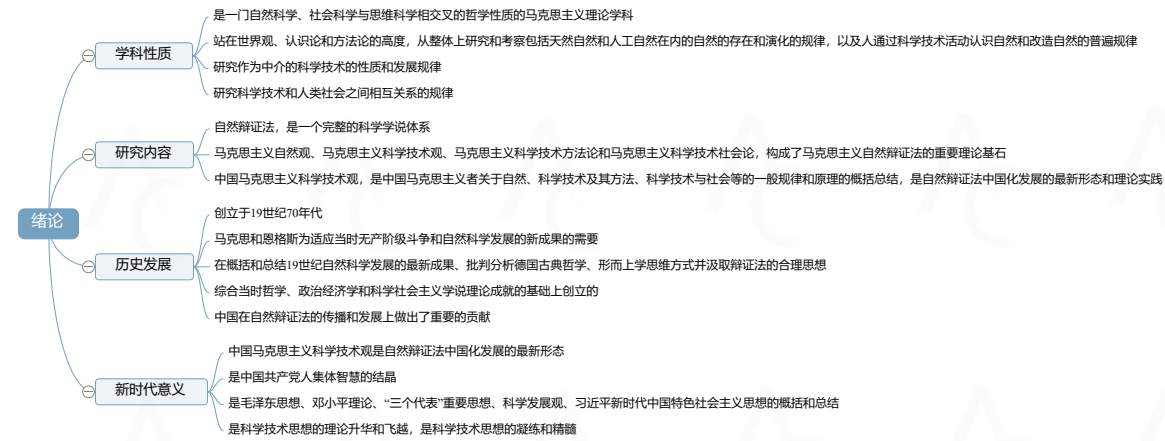 绪论
学科性质
是一门自然科学、社会科学与思维科学相交叉的哲学性质的马克思主义理论学科
站在世界观、认识论和方法论的高度，从整体上研究和考察包括天然自然和人工自然在内的自然的存在和演化的规律，以及人通过科学技术活动认识自然和改造自然的普遍规律
研究作为中介的科学技术的性质和发展规律
研究科学技术和人类社会之间相互关系的规律
研究内容
自然辩证法，是一个完整的科学学说体系
马克思主义自然观、马克思主义科学技术观、马克思主义科学技术方法论和马克思主义科学技术社会论，构成了马克思主义自然辩证法的重要理论基石
中国马克思主义科学技术观，是中国马克思主义者关于自然、科学技术及其方法、科学技术与社会等的一般规律和原理的概括总结，是自然辩证法中国化发展的最新形态和理论实践
历史发展
创立于19世纪70年代
马克思和恩格斯为适应当时无产阶级斗争和自然科学发展的新成果的需要
在概括和总结19世纪自然科学发展的最新成果、批判分析德国古典哲学、形而上学思维方式并汲取辩证法的合理思想
综合当时哲学、政治经济学和科学社会主义学说理论成就的基础上创立的
中国在自然辩证法的传播和发展上做出了重要的贡献
新时代意义
中国马克思主义科学技术观是自然辩证法中国化发展的最新形态
是中国共产党人集体智慧的结晶
是毛泽东思想、邓小平理论、“三个代表”重要思想、科学发展观、习近平新时代中国特色社会主义思想的概括和总结
是科学技术思想的理论升华和飞越，是科学技术思想的凝练和精髓